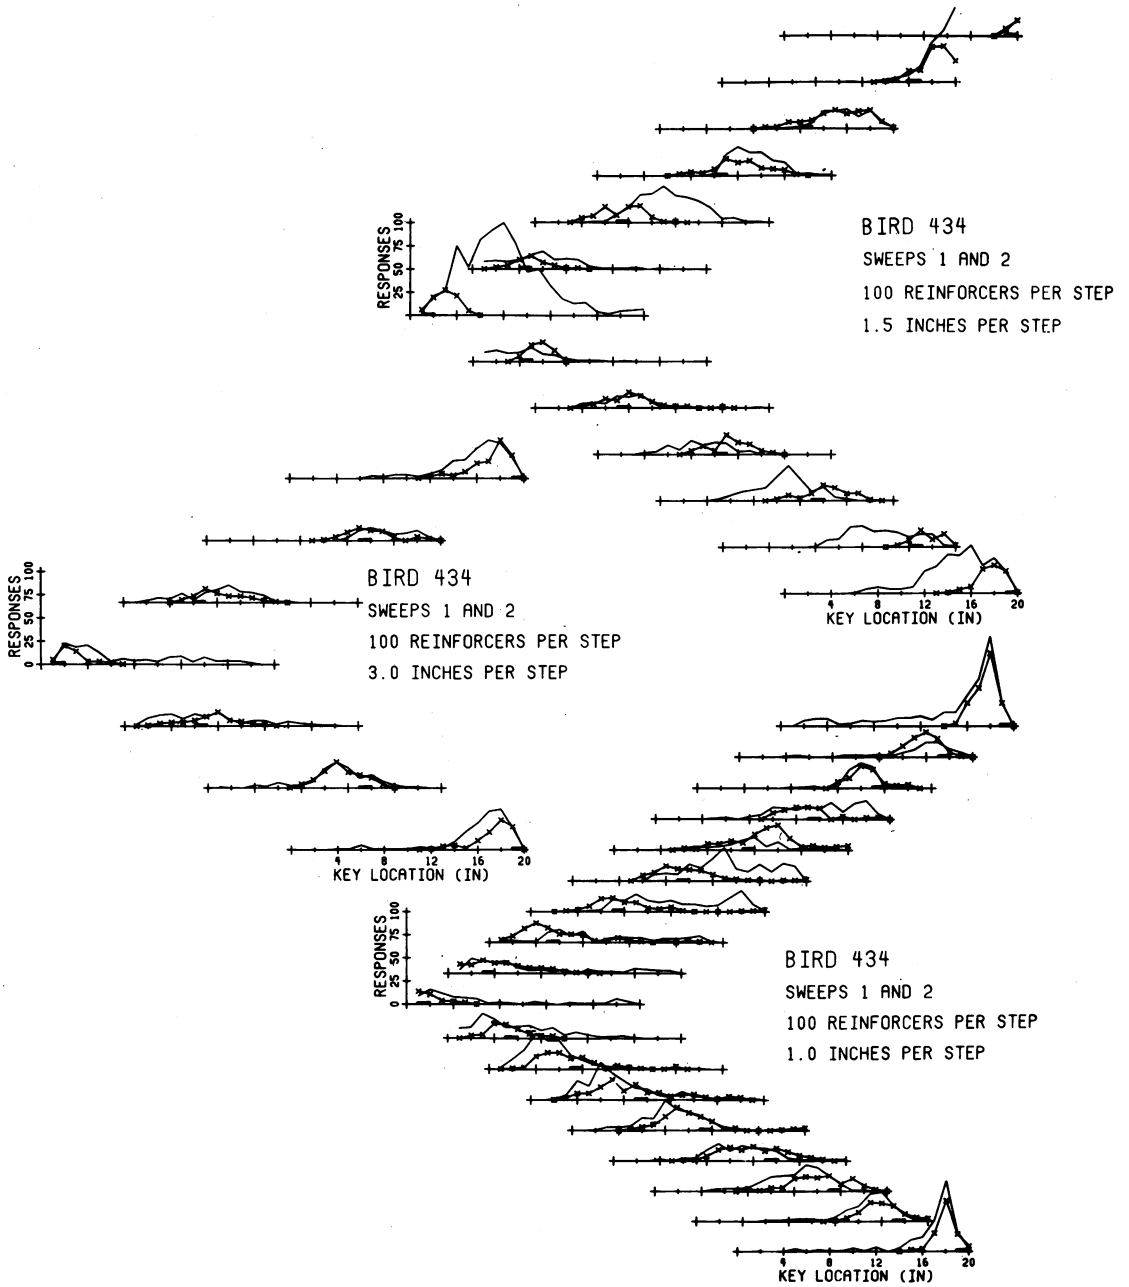 RESPONSES
100
75
50
25
BIRD 434
SWEEPS 1 AND 2
100 REINFORCERS PER STEP
1.5 INCHES PER STEP
4 8 12 16 20
KEY LOCATION (IN)
RESPONSES
100
75
50
25
0
BIRD 434
SWEEPS 1 AND 2
100 REINFORCERS PER STEP
3.0 INCHES PER STEP
4 8 12 16 20
KEY LOCATION (IN)
RESPONSES
100
75
50
25
0
BIRD 434
SWEEPS 1 AND 2
100 REINFORCERS PER STEP
1.0 INCHES PER STEP
4 8 12 16 20
KEY LOCATION (IN)